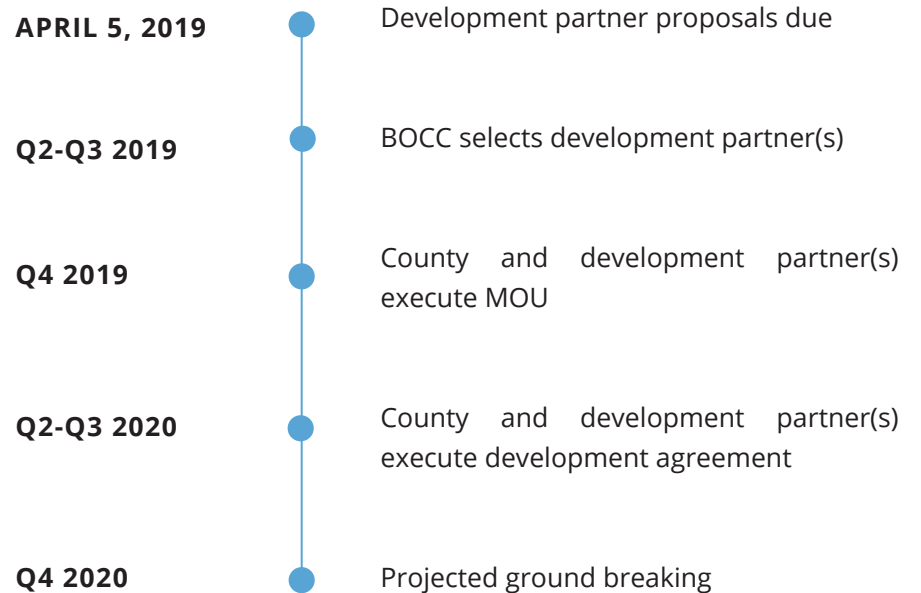 APRIL 5, 2019
Development partner proposals due
Q2-Q3 2019
BOCC selects development partner(s)
Q4 2019
County and development partner(s)
execute MOU
Q2-Q3 2020
County and development partner(s)
execute development agreement
Q4 2020
Projected ground breaking